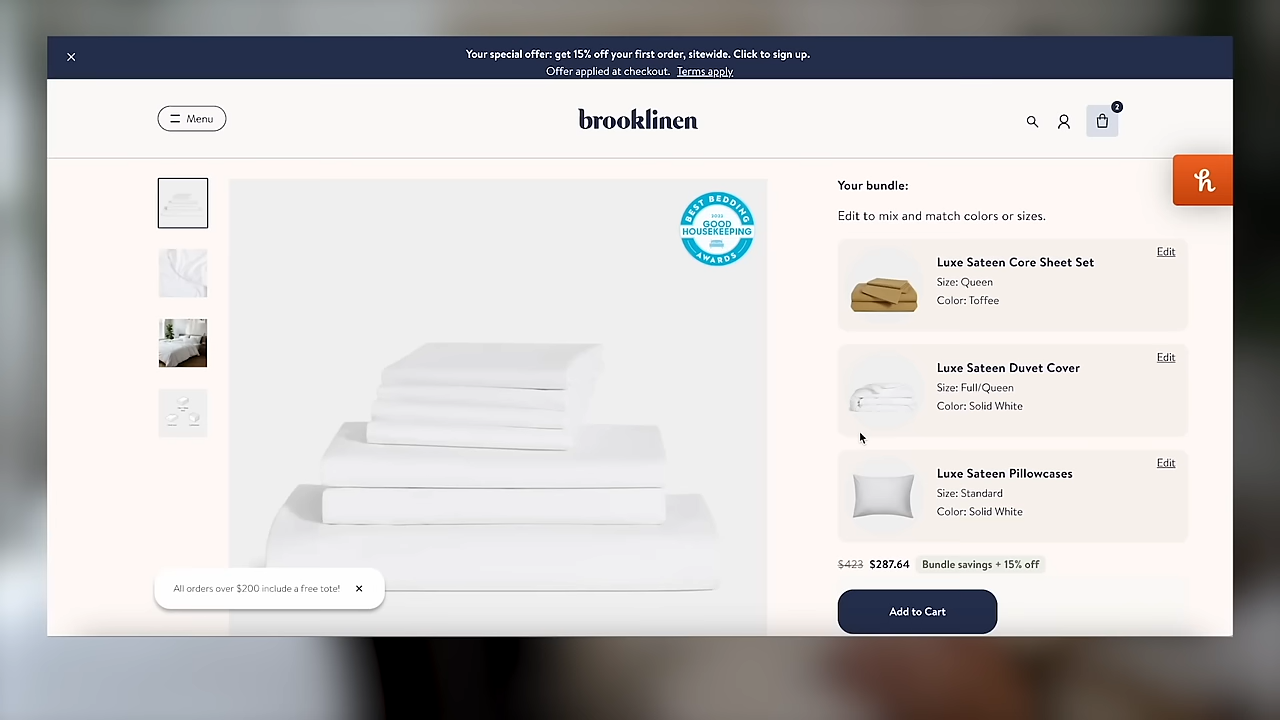 Your special offer: get 15% off your first order, sitewide. Click to sign up.
Offer applied at checkout. Terms apply
Menu
brooklinen
2
h
BEST BEDDING
2022
GOOD
HOUSEKEEPING
AWARDS
Your bundle:
Edit to mix and match colors or sizes.
Luxe Sateen Core Sheet Set
Edit
Size: Queen
Color: Toffee
Luxe Sateen Duvet Cover
Edit
Size: Full/Queen
Color: Solid White
Luxe Sateen Pillowcases
Edit
Size: Standard
Color: Solid White
$423 $287.64 Bundle savings + 15% off
All orders over $200 include a free tote!
Add to Cart